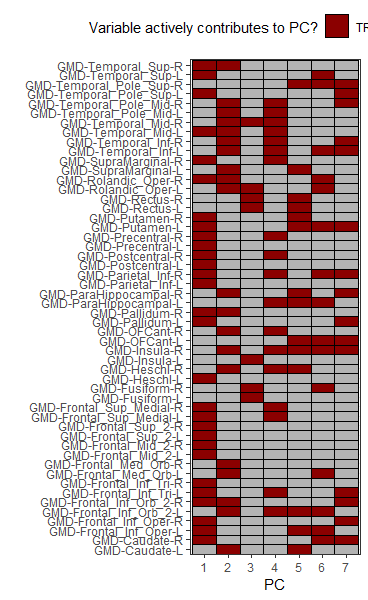 Variable actively contributes to PC? TR
GMD-Temporal_Sup-R
GMD-Temporal_Sup-L
GMD-Temporal_Pole_Sup-R
GMD-Temporal_Pole_Sup-L
GMD-Temporal_Pole_Mid-R
GMD-Temporal_Pole_Mid-L
GMD-Temporal_Mid-R
GMD-Temporal_Mid-L
GMD-Temporal_Inf-R
GMD-Temporal_Inf-L
GMD-SupraMarginal-R
GMD-SupraMarginal-L
GMD-Rolandic_Oper-R
GMD-Rolandic_Oper-L
GMD-Rectus-R
GMD-Rectus-L
GMD-Putamen-R
GMD-Putamen-L
GMD-Precentral-R
GMD-Precentral-L
GMD-Postcentral-R
GMD-Postcentral-L
GMD-Parietal_Inf-R
GMD-Parietal_Inf-L
GMD-ParaHippocampal-R
GMD-ParaHippocampal-L
GMD-Pallidum-R
GMD-Pallidum-L
GMD-OFCant-R
GMD-OFCant-L
GMD-Insula-R
GMD-Insula-L
GMD-Heschl-R
GMD-Heschl-L
GMD-Fusiform-R
GMD-Fusiform-L
GMD-Frontal_Sup_Medial-R
GMD-Frontal_Sup_Medial-L
GMD-Frontal_Sup_2-R
GMD-Frontal_Sup_2-L
GMD-Frontal_Mid_2-R
GMD-Frontal_Mid_2-L
GMD-Frontal_Med_Orb-R
GMD-Frontal_Med_Orb-L
GMD-Frontal_Inf_Tri-R
GMD-Frontal_Inf_Tri-L
GMD-Frontal_Inf_Orb_2-R
GMD-Frontal_Inf_Orb_2-L
GMD-Frontal_Inf_Oper-R
GMD-Frontal_Inf_Oper-L
GMD-Caudate-R
GMD-Caudate-L
1 2 3 4 5 6 7
PC